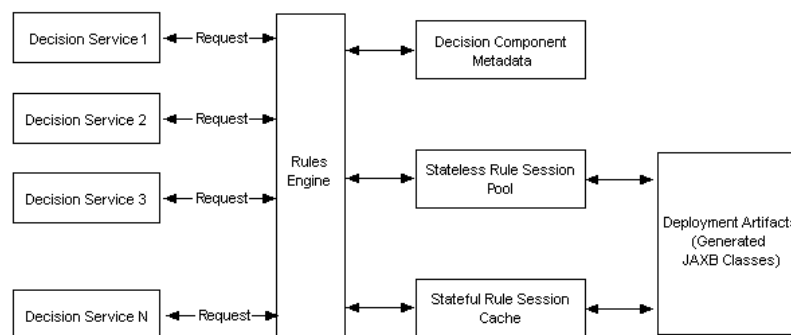 Decision Service 1
Request
Decision Service 2
Request
Decision Service 3
Request
Decision Service N
Request
Rules
Engine
Decision Component
Metadata
Stateless Rule Session
Pool
Stateful Rule Session
Cache
Deployment Artifacts
(Generated
JAXB Classes)